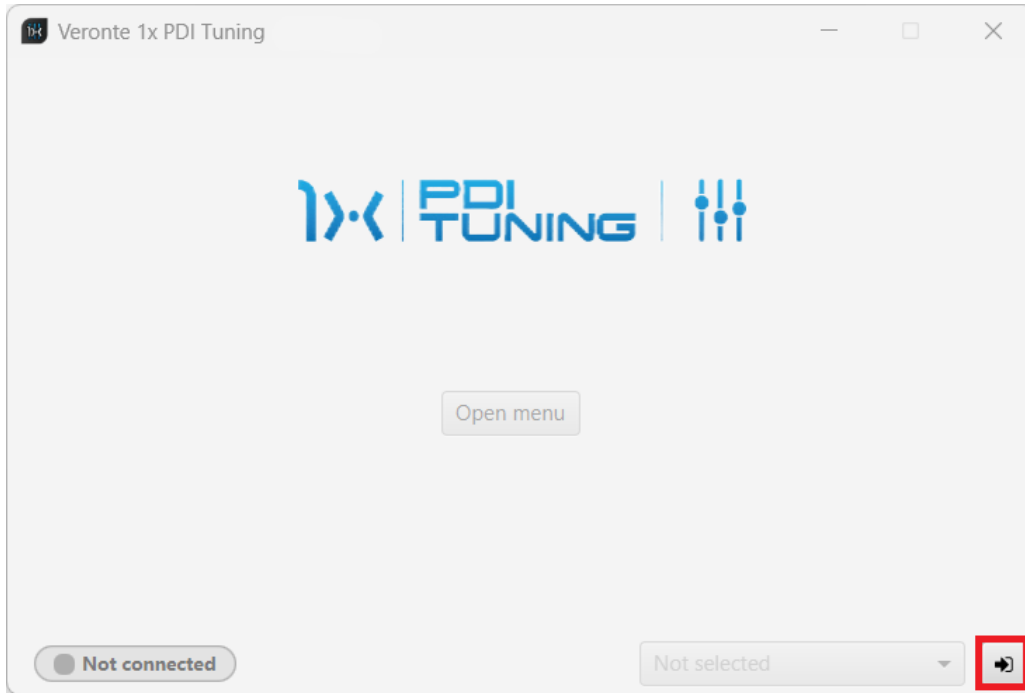 Veronte 1x PDI Tuning
1x PDI
TUNING
Open menu
Not connected
Not selected